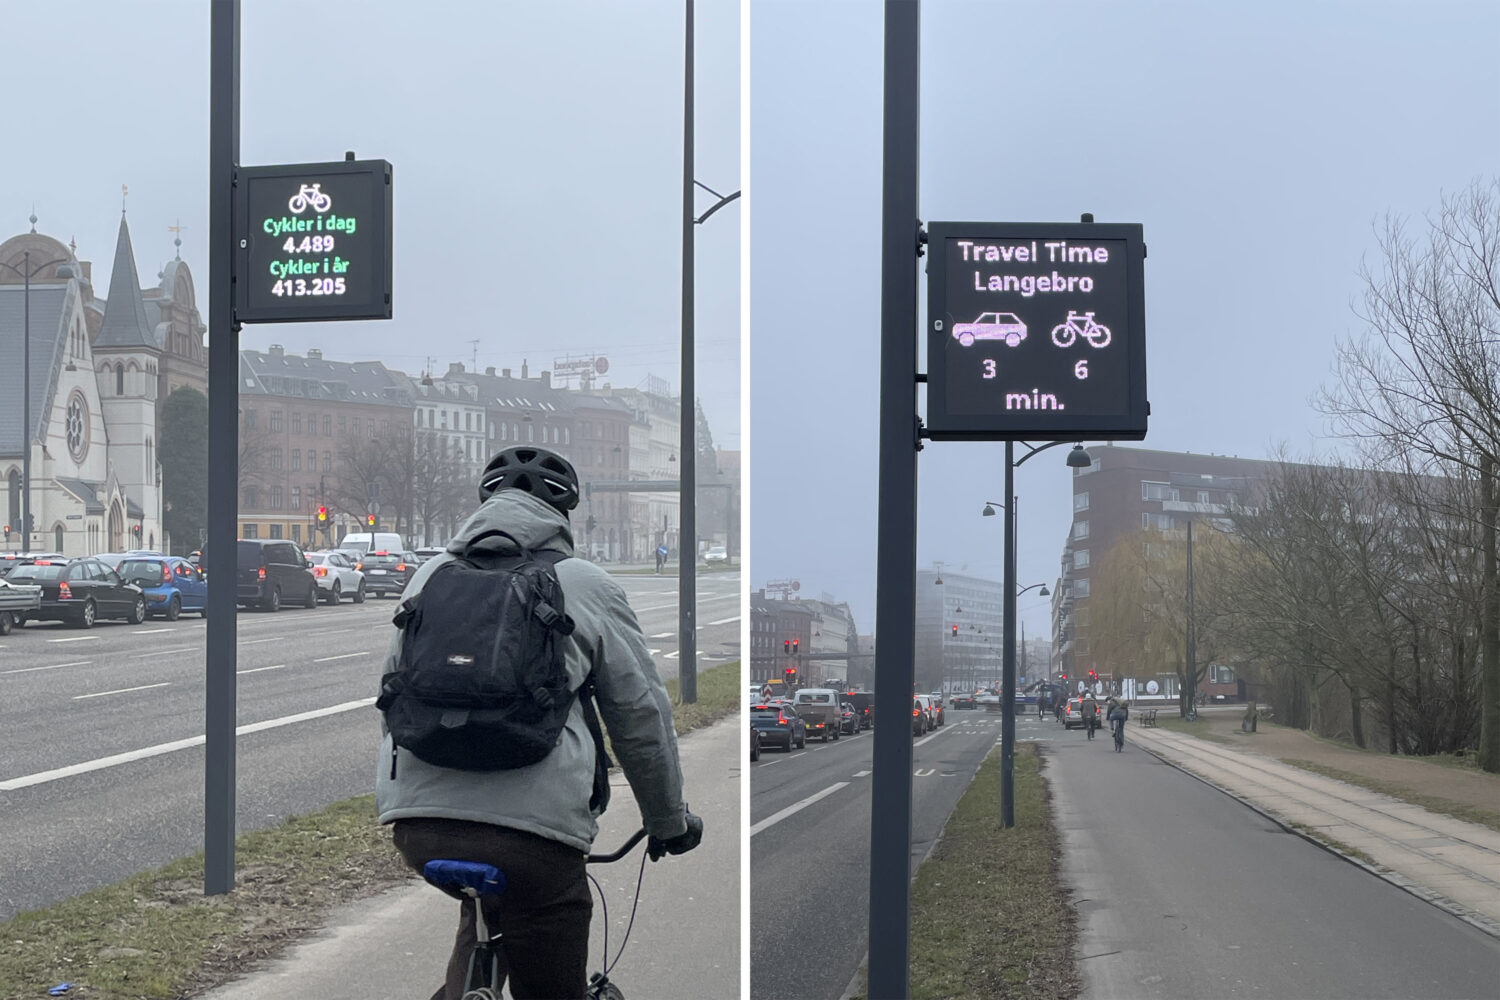 Cykler i dag
4.489
Cykler i år
413.205
Travel Time
Langebro
3 6
min.